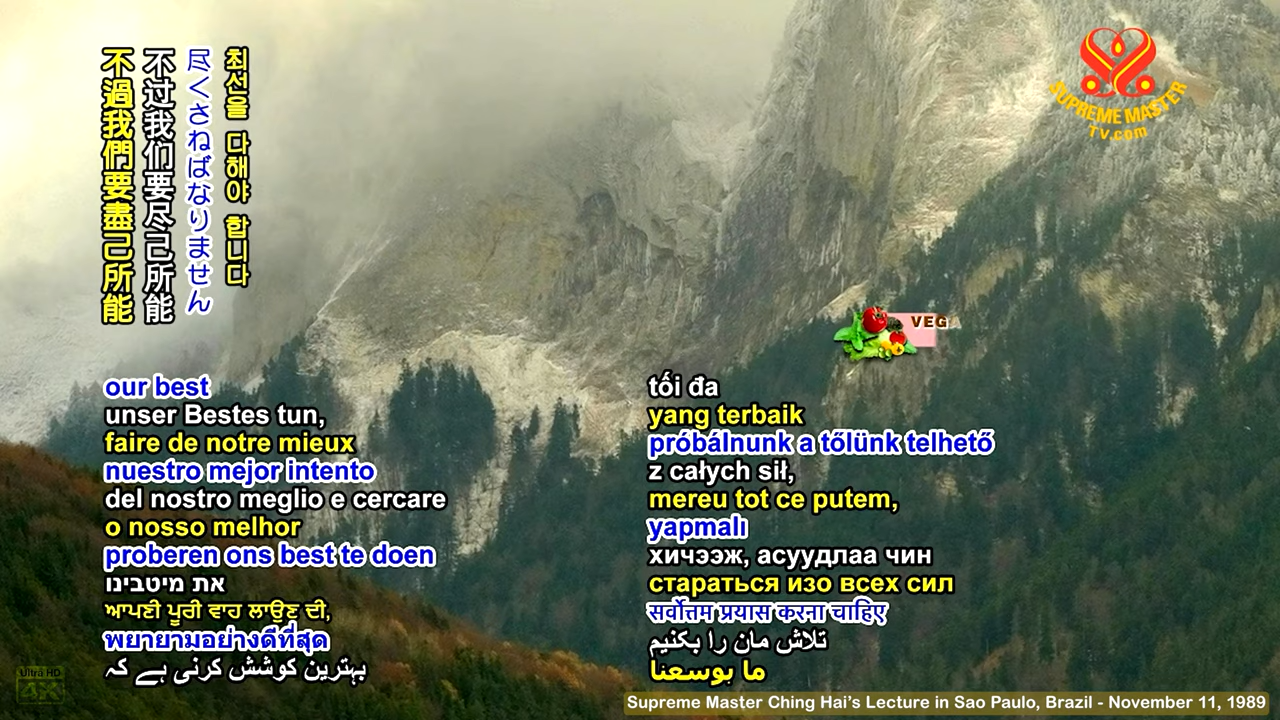 不過我們要盡己所能
不过我们要尽己所能
尽くさねばなりません
최선을 다해야 합니다
SUPREME MASTER
TV.com
VEG
our best
unser Bestes tun,
faire de notre mieux
nuestro mejor intento
del nostro meglio e cercare
o nosso melhor
proberen ons best te doen
את מיטבינו
ਆਪਣੀ ਪੂਰੀ ਵਾਹ ਲਾਉਣ ਦੀ,
พยายามอย่างดีที่สุด
بہترین کوشش کرنی ہے کہ
tối đa
yang terbaik
próbálnunk a tőlünk telhető
z całych sił,
mereu tot ce putem,
yapmalı
хичээж, асуудлаа чин
стараться изо всех сил
सर्वोत्तम प्रयास करना चाहिए
تلاش مان را بکنیم
ما بوسعنا
Ultra HD
4X
Supreme Master Ching Hai's Lecture in Sao Paulo, Brazil - November 11, 1989